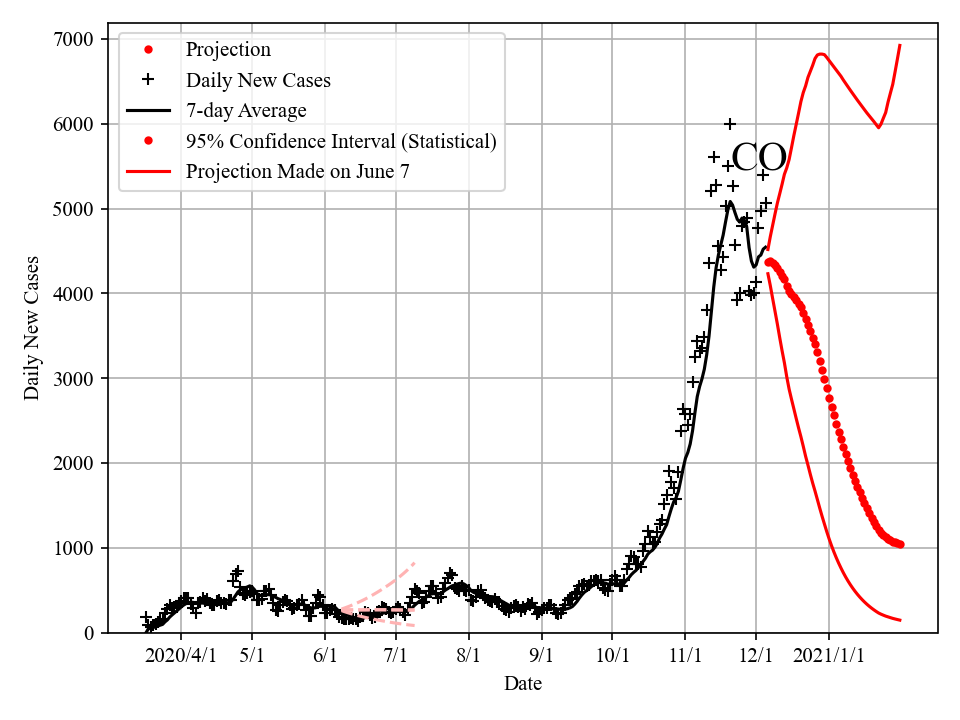 7000
6000
5000
4000
3000
2000
1000
0
Daily New Cases
Projection
Daily New Cases
7-day Average
95% Confidence Interval (Statistical)
Projection Made on June 7
CO
2020/4/1 5/1 6/1 7/1 8/1 9/1 10/1 11/1 12/1 2021/1/1
Date